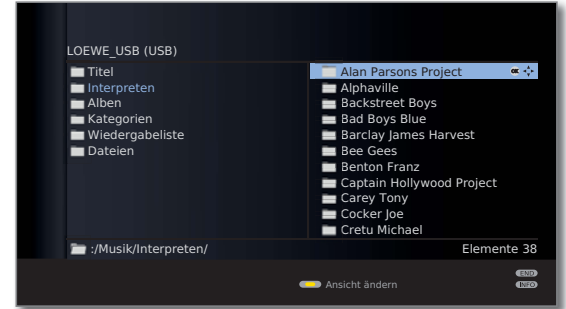 LOEWE_USB (USB)
Titel
Interpreten
Alben
Kategorien
Wiedergabeliste
Dateien
Alan Parsons Project OK
Alphaville
Backstreet Boys
Bad Boys Blue
Barclay James Harvest
Bee Gees
Benton Franz
Captain Hollywood Project
Carey Tony
Cocker Joe
Cretu Michael
:/Musik/Interpreten/ Elemente 38
END
Ansicht ändern INFO